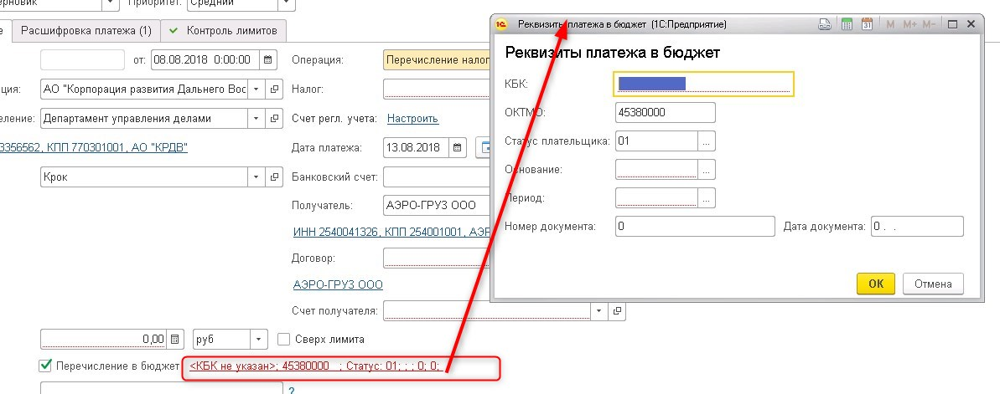 ерновик Приоритет: Средний
е Расшифровка платежа (1) Контроль лимитов
от: 08.08.2018 0:00:00 Операция: Перечисление налог
ция: АО "Корпорация развития Дальнего Вос Налог:
еление: Департамент управления делами Счет регл. учета: Настроить
3356562, КПП 770301001, АО "КРДВ" Дата платежа: 13.08.2018
Крок Банковский счет:
Получатель: АЭРО-ГРУЗ ООО
ИНН 2540041326, КПП 254001001, АЭР
Договор:
АЭРО-ГРУЗ ООО
Счет получателя:
0,00 руб Сверх лимита
Перечисление в бюджет <КБК не указан>; 45380000 ; Статус: 01; ; ; 0; 0;
?
1С Реквизиты платежа в бюджет (1С:Предприятие) 31 M M+ M-
Реквизиты платежа в бюджет
КБК:
ОКТМО: 45380000
Статус плательщика: 01 ...
Основание: ...
Период: ...
Номер документа: 0 Дата документа: 0 . .
ОК Отмена